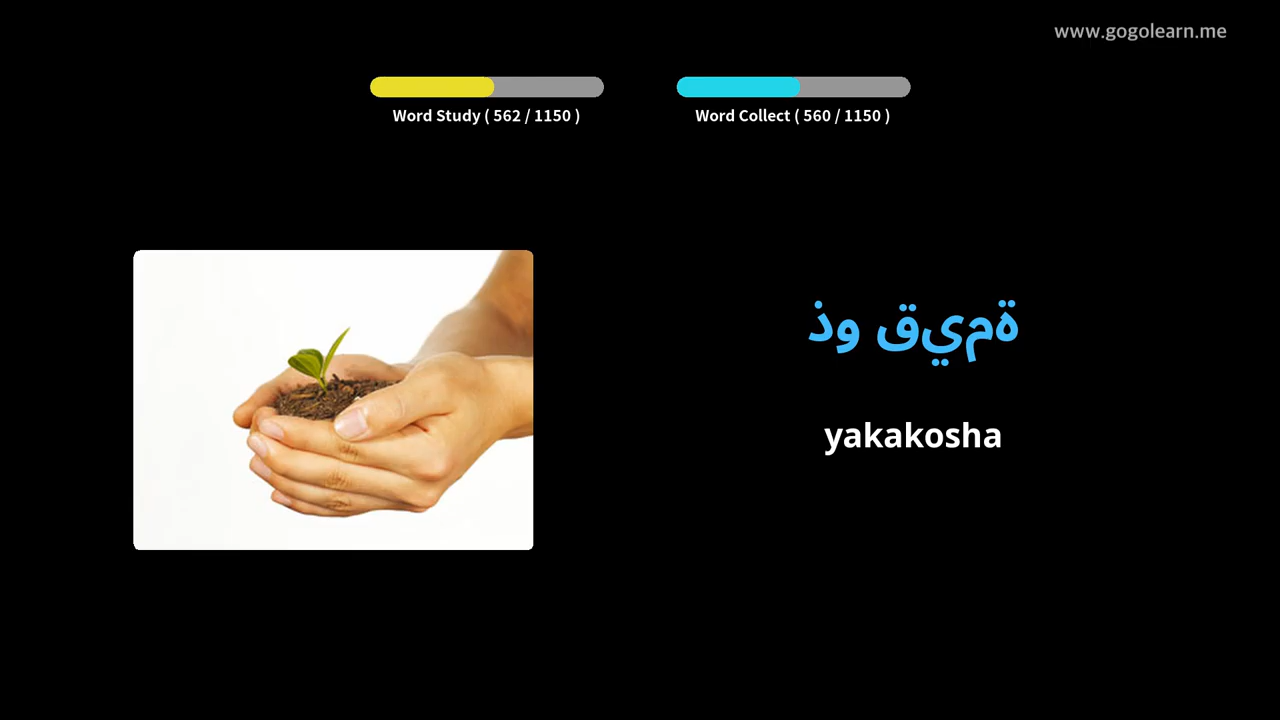 www.gogolearn.me
Word Study ( 562 / 1150 )
Word Collect ( 560 / 1150 )
ذو قيمة
yakakosha